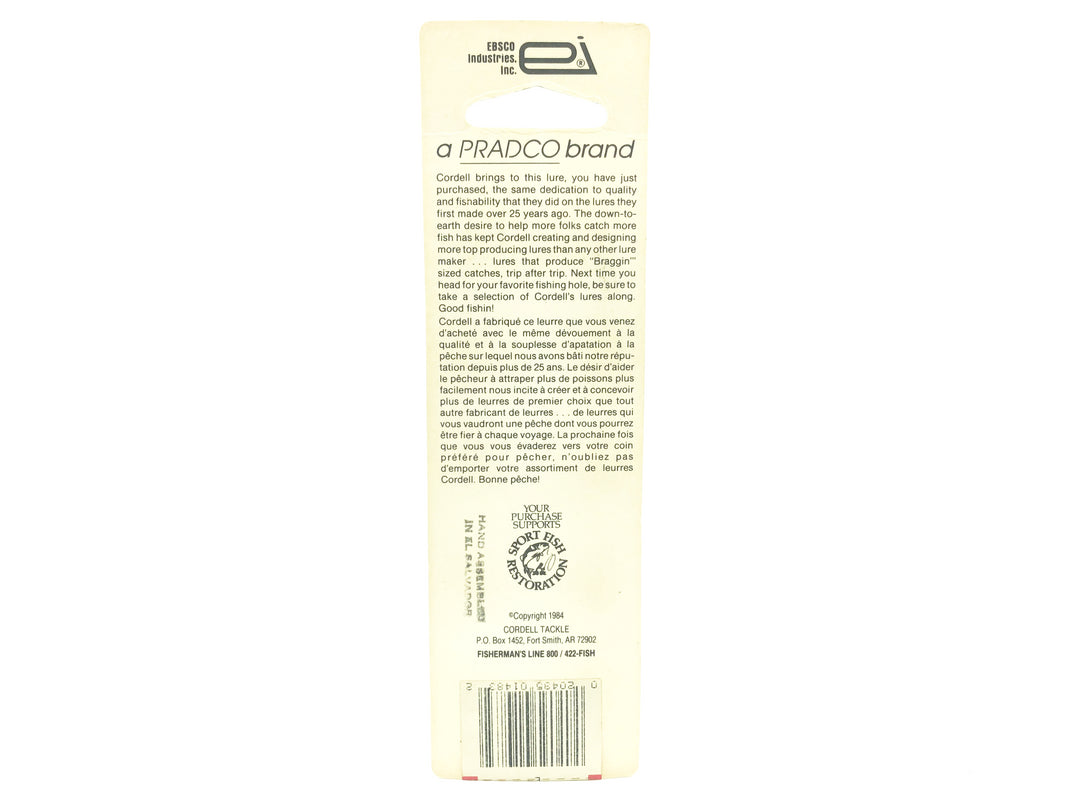 EBSCO
Industries,
Inc.
ei®
a PRADCO brand
Cordell brings to this lure, you have just
purchased, the same dedication to quality
and fishability that they did on the lures they
first made over 25 years ago. The down-to-
earth desire to help more folks catch more
fish has kept Cordell creating and designing
more top producing lures than any other lure
maker . . . lures that produce "Braggin'"
sized catches, trip after trip. Next time you
head for your favorite fishing hole, be sure to
take a selection of Cordell's lures along.
Good fishin!
Cordell a fabriqué ce leurre que vous venez
d'acheté avec le même dévouement à la
qualité et à la souplesse d'apatation à la
pêche sur lequel nous avons bâti notre répu-
tation depuis plus de 25 ans. Le désir d'aider
le pêcheur à attraper plus de poissons plus
facilement nous incite à créer et à concevoir
plus de leurres de premier choix que tout
autre fabricant de leurres . . . de leurres qui
vous vaudront une pêche dont vous pourrez
être fier à chaque voyage. La prochaine fois
que vous vous évaderez vers votre coin
préféré pour pêcher, n'oubliez pas
d'emporter votre assortiment de leurres
Cordell. Bonne pêche!
YOUR
PURCHASE
SUPPORTS
SPORT FISH
RESTORATION
HAND ASSEMBLED
IN EL SALVADOR
©Copyright 1984
CORDELL TACKLE
P.O. Box 1452, Fort Smith, AR 72902
FISHERMAN'S LINE 800 / 422-FISH
0 20495 01483 2